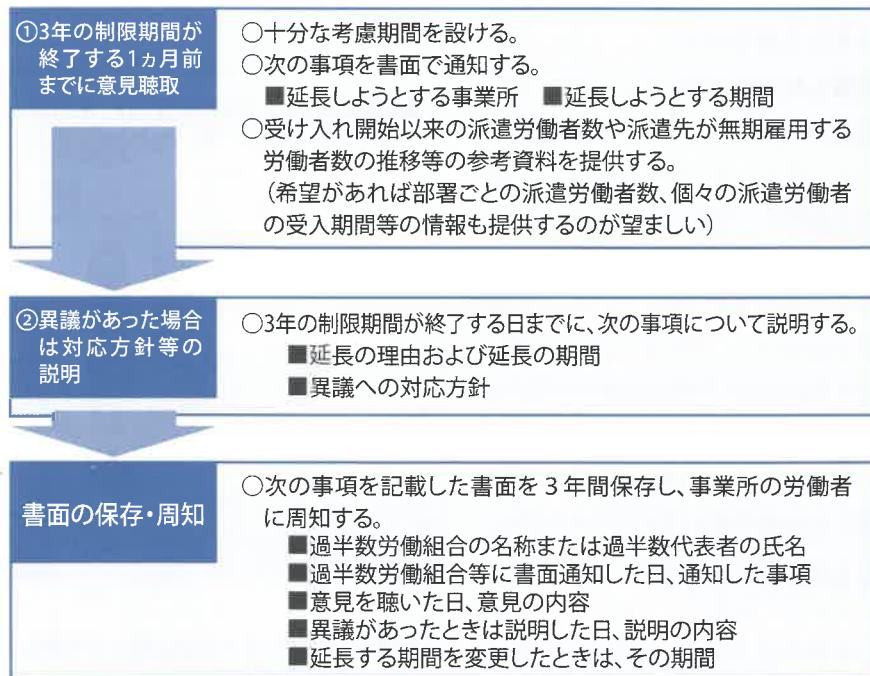 ①3年の制限期間が
終了する1ヵ月前
までに意見聴取
○十分な考慮期間を設ける。
○次の事項を書面で通知する。
■延長しようとする事業所 ■延長しようとする期間
○受け入れ開始以来の派遣労働者数や派遣先が無期雇用する
労働者数の推移等の参考資料を提供する。
(希望があれば部署ごとの派遣労働者数、個々の派遣労働者
の受入期間等の情報も提供するのが望ましい)
②異議があった場合
は対応方針等の
説明
○3年の制限期間が終了する日までに、次の事項について説明する。
■延長の理由および延長の期間
■異議への対応方針
書面の保存・周知
○次の事項を記載した書面を3年間保存し、事業所の労働者
に周知する。
■過半数労働組合の名称または過半数代表者の氏名
■過半数労働組合等に書面通知した日、通知した事項
■意見を聴いた日、意見の内容
■異議があったときは説明した日、説明の内容
■延長する期間を変更したときは、その期間